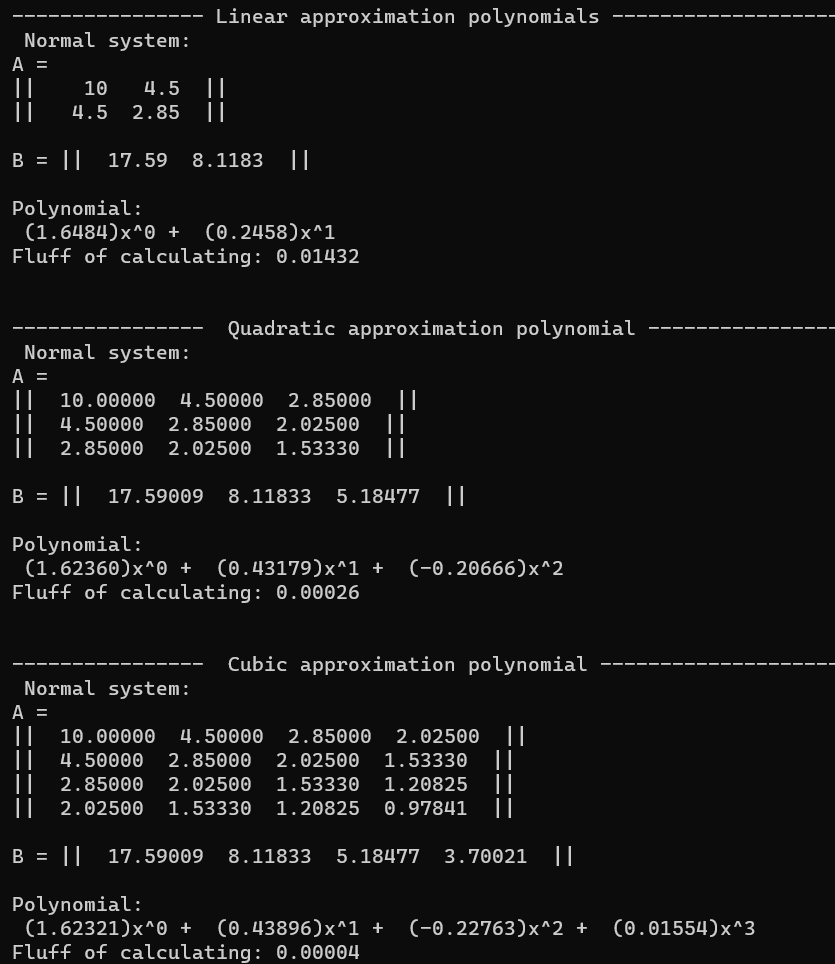 ---------------- Linear approximation polynomials -------------------
 Normal system:
A =
||    10   4.5  ||
||   4.5  2.85  ||
B = ||  17.59  8.1183  ||
Polynomial:
 (1.6484)x^0 +  (0.2458)x^1
Fluff of calculating: 0.01432
----------------  Quadratic approximation polynomial ----------------
 Normal system:
A =
||  10.00000  4.50000  2.85000  ||
||  4.50000  2.85000  2.02500  ||
||  2.85000  2.02500  1.53330  ||
B = ||  17.59009  8.11833  5.18477  ||
Polynomial:
 (1.62360)x^0 +  (0.43179)x^1 +  (-0.20666)x^2
Fluff of calculating: 0.00026
----------------  Cubic approximation polynomial --------------------
 Normal system:
A =
||  10.00000  4.50000  2.85000  2.02500  ||
||  4.50000  2.85000  2.02500  1.53330  ||
||  2.85000  2.02500  1.53330  1.20825  ||
||  2.02500  1.53330  1.20825  0.97841  ||
B = ||  17.59009  8.11833  5.18477  3.70021  ||
Polynomial:
 (1.62321)x^0 +  (0.43896)x^1 +  (-0.22763)x^2 +  (0.01554)x^3
Fluff of calculating: 0.00004